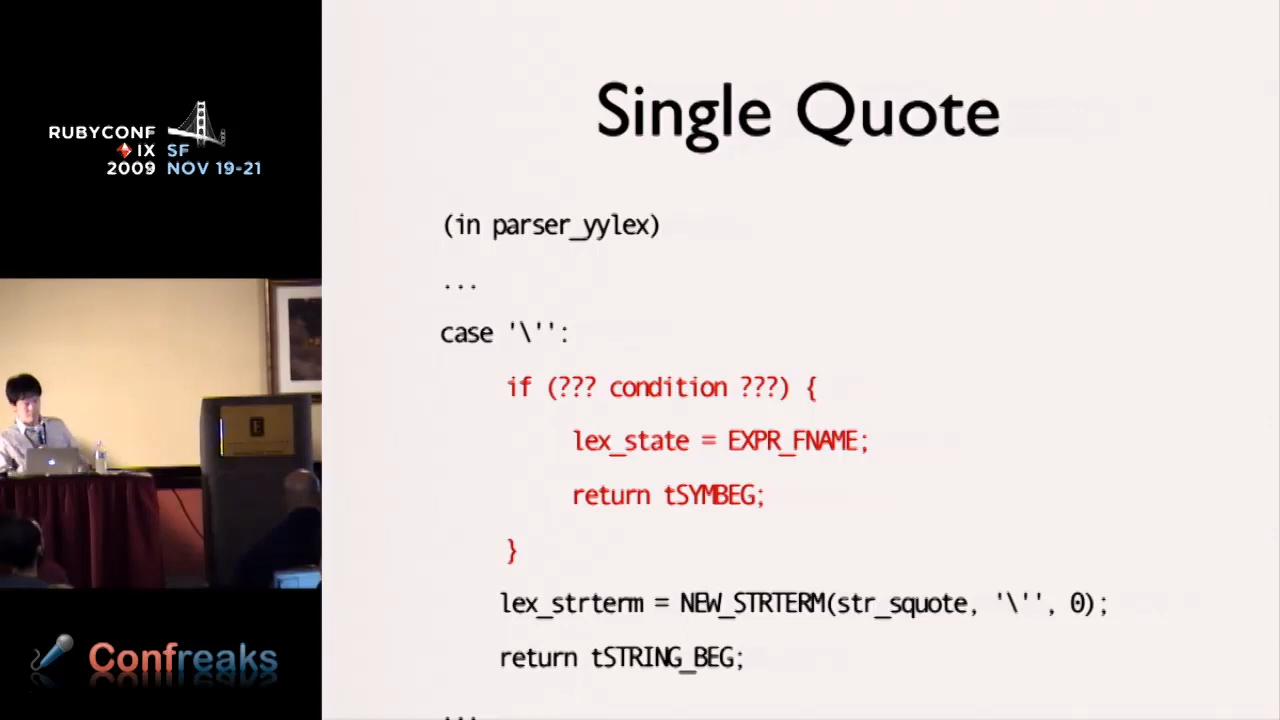 RUBYCONF
IX SF
2009 NOV 19-21
Confreaks
Single Quote
(in parser_yylex)
...
case '\'':
if (??? condition ???) {
lex_state = EXPR_FNAME;
return tSYMBEG;
}
lex_strterm = NEW_STRTERM(str_squote, '\'', 0);
return tSTRING_BEG;
...